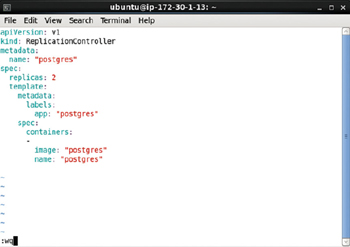 ubuntu@ip-172-30-1-13: ~
File Edit View Search Terminal Help
apiVersion: v1
kind: ReplicationController
metadata:
  name: "postgres"
spec:
  replicas: 2
  template:
    metadata:
      labels:
        app: "postgres"
    spec:
      containers:
      -
        image: "postgres"
        name: "postgres"
~
~
~
~
~
~
:wq